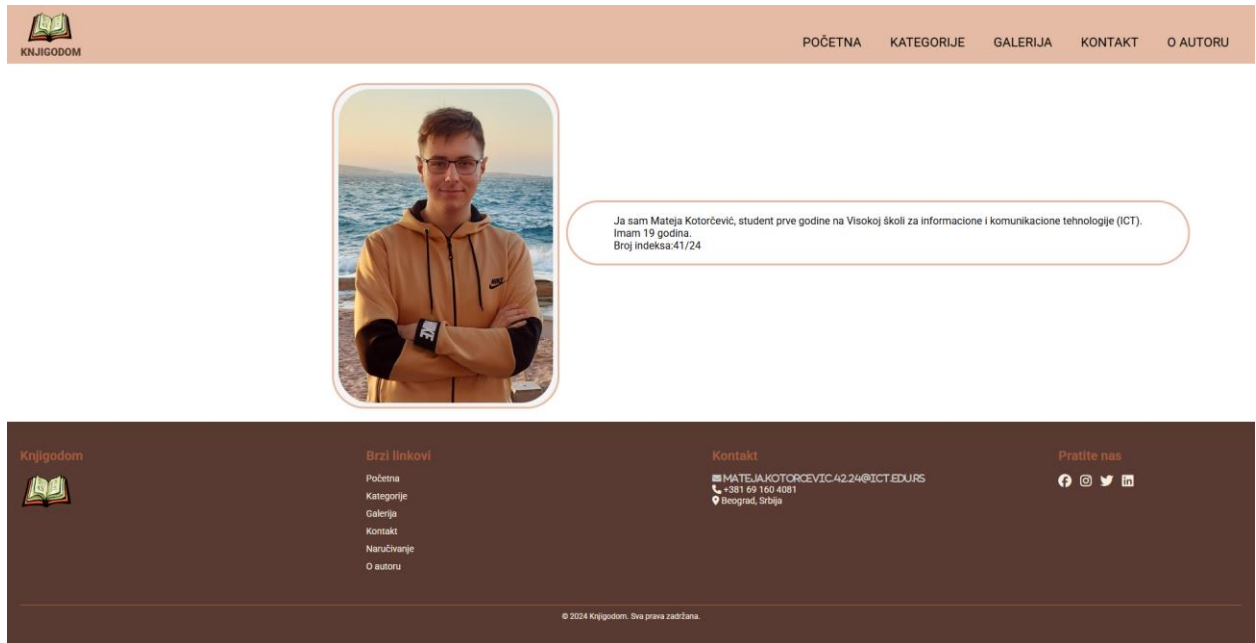 KNJIGODOM
POČETNA KATEGORIJE GALERIJA KONTAKT O AUTORU
NIKE
NIKE
Ja sam Mateja Kotorčević, student prve godine na Visokoj školi za informacione i komunikacione tehnologije (ICT).
Imam 19 godina.
Broj indeksa:41/24
Knjigodom
Brzi linkovi
Početna
Kategorije
Galerija
Kontakt
Naručivanje
O autoru
Kontakt
MATEJA.KOTORCEVIC.42.24@ICT.EDU.RS
+381 69 160 4081
Beograd, Srbija
Pratite nas
© 2024 Knjigodom. Sva prava zadržana.